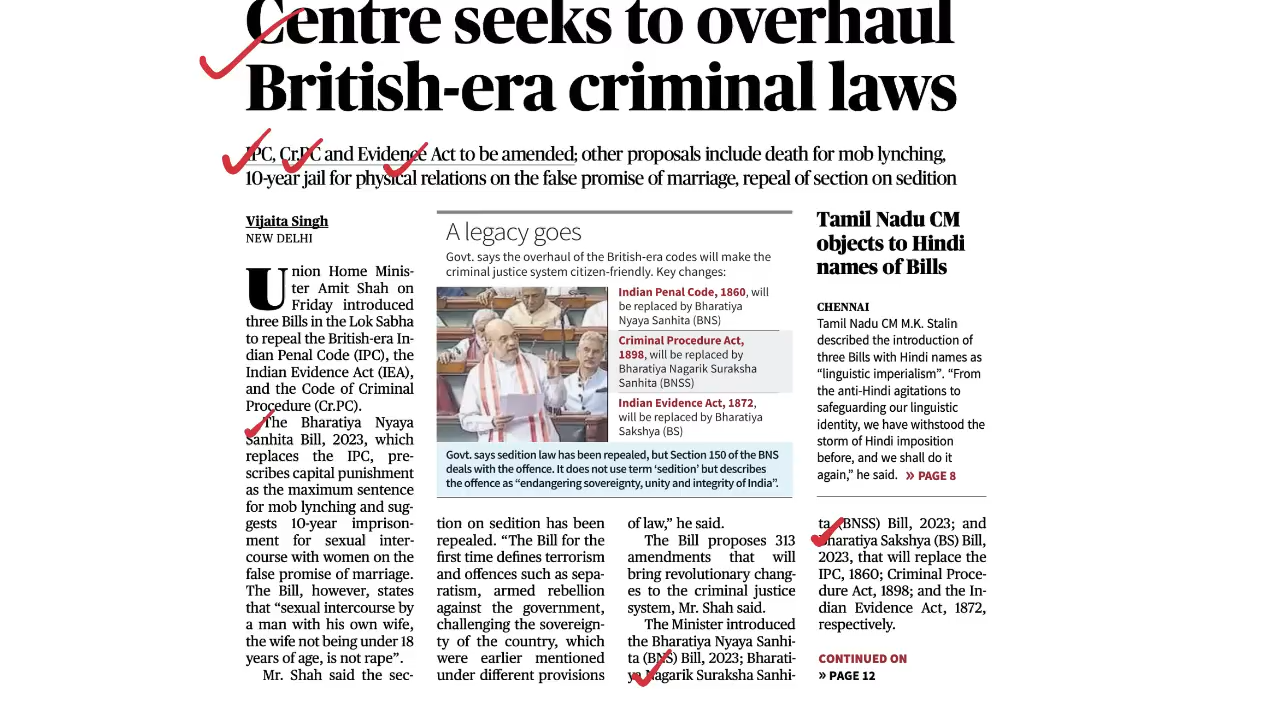 Centre seeks to overhaul
British-era criminal laws
IPC, Cr.PC and Evidence Act to be amended; other proposals include death for mob lynching,
10-year jail for physical relations on the false promise of marriage, repeal of section on sedition
Vijaita Singh
NEW DELHI
Union Home Minis-
ter Amit Shah on
Friday introduced
three Bills in the Lok Sabha
to repeal the British-era In-
dian Penal Code (IPC), the
Indian Evidence Act (IEA),
and the Code of Criminal
Procedure (Cr.PC).
The Bharatiya Nyaya
Sanhita Bill, 2023, which
replaces the IPC, pre-
scribes capital punishment
as the maximum sentence
for mob lynching and sug-
gests 10-year imprison-
ment for sexual inter-
course with women on the
false promise of marriage.
The Bill, however, states
that “sexual intercourse by
a man with his own wife,
the wife not being under 18
years of age, is not rape”.
Mr. Shah said the sec-
A legacy goes
Govt. says the overhaul of the British-era codes will make the
criminal justice system citizen-friendly. Key changes:
Indian Penal Code, 1860, will
be replaced by Bharatiya
Nyaya Sanhita (BNS)
Criminal Procedure Act,
1898, will be replaced by
Bharatiya Nagarik Suraksha
Sanhita (BNSS)
Indian Evidence Act, 1872,
will be replaced by Bharatiya
Sakshya (BS)
Govt. says sedition law has been repealed, but Section 150 of the BNS
deals with the offence. It does not use term ‘sedition’ but describes
the offence as “endangering sovereignty, unity and integrity of India”.
tion on sedition has been
repealed. “The Bill for the
first time defines terrorism
and offences such as sepa-
ratism, armed rebellion
against the government,
challenging the sovereign-
ty of the country, which
were earlier mentioned
under different provisions
of law,” he said.
The Bill proposes 313
amendments that will
bring revolutionary chang-
es to the criminal justice
system, Mr. Shah said.
The Minister introduced
the Bharatiya Nyaya Sanhi-
ta (BNS) Bill, 2023; Bharati-
ya Nagarik Suraksha Sanhi-
ta (BNSS) Bill, 2023; and
Bharatiya Sakshya (BS) Bill,
2023, that will replace the
IPC, 1860; Criminal Proce-
dure Act, 1898; and the In-
dian Evidence Act, 1872,
respectively.
CONTINUED ON
» PAGE 12
Tamil Nadu CM
objects to Hindi
names of Bills
CHENNAI
Tamil Nadu CM M.K. Stalin
described the introduction of
three Bills with Hindi names as
“linguistic imperialism”. “From
the anti-Hindi agitations to
safeguarding our linguistic
identity, we have withstood the
storm of Hindi imposition
before, and we shall do it
again,” he said. » PAGE 8